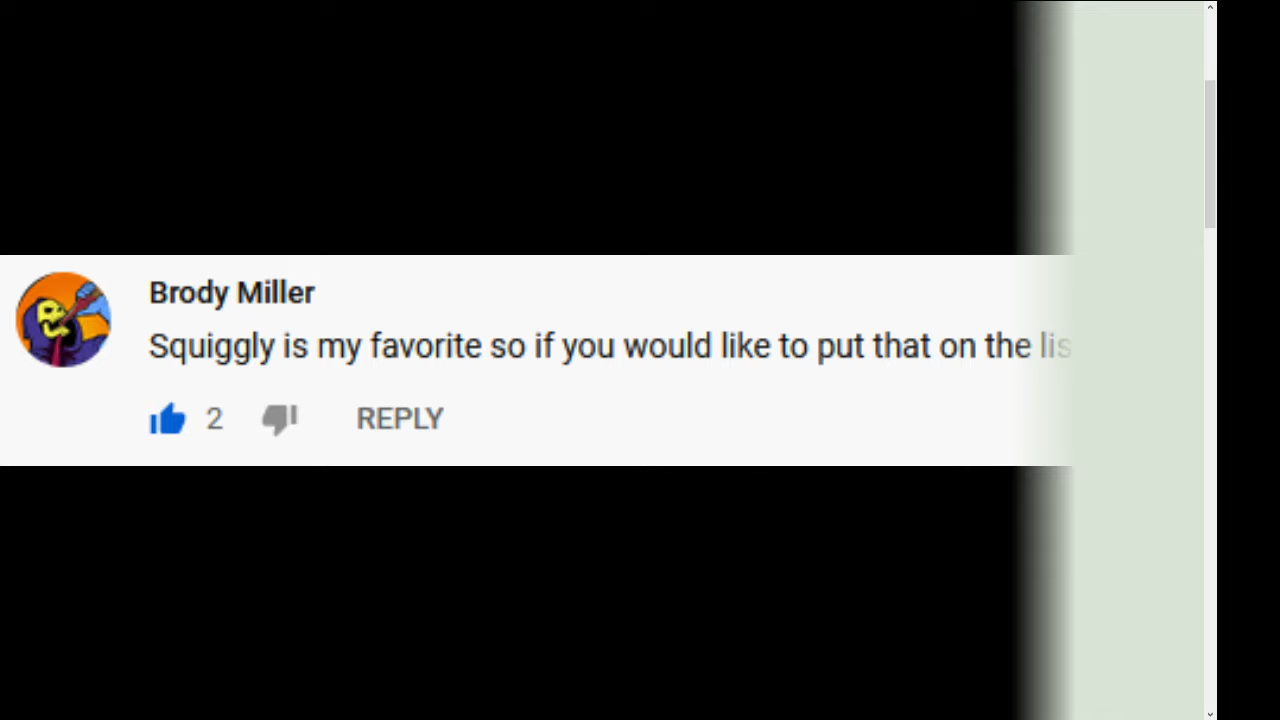 Brody Miller
Squiggly is my favorite so if you would like to put that on the lis
2 REPLY